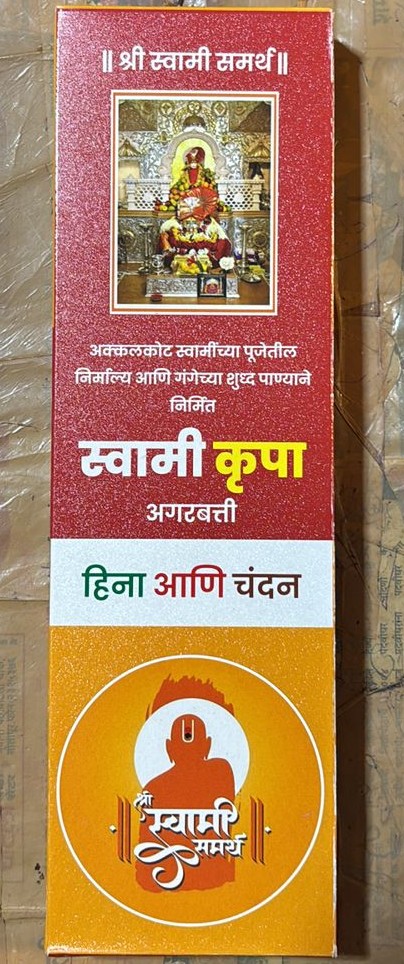 ॥ श्री स्वामी समर्थ ॥
अक्कलकोट स्वामींच्या पूजेतील
निर्माल्य आणि गंगेच्या शुध्द पाण्याने
निर्मित
स्वामी कृपा
अगरबत्ती
हिना आणि चंदन
श्री
॥ स्वामी ॥
समर्थ